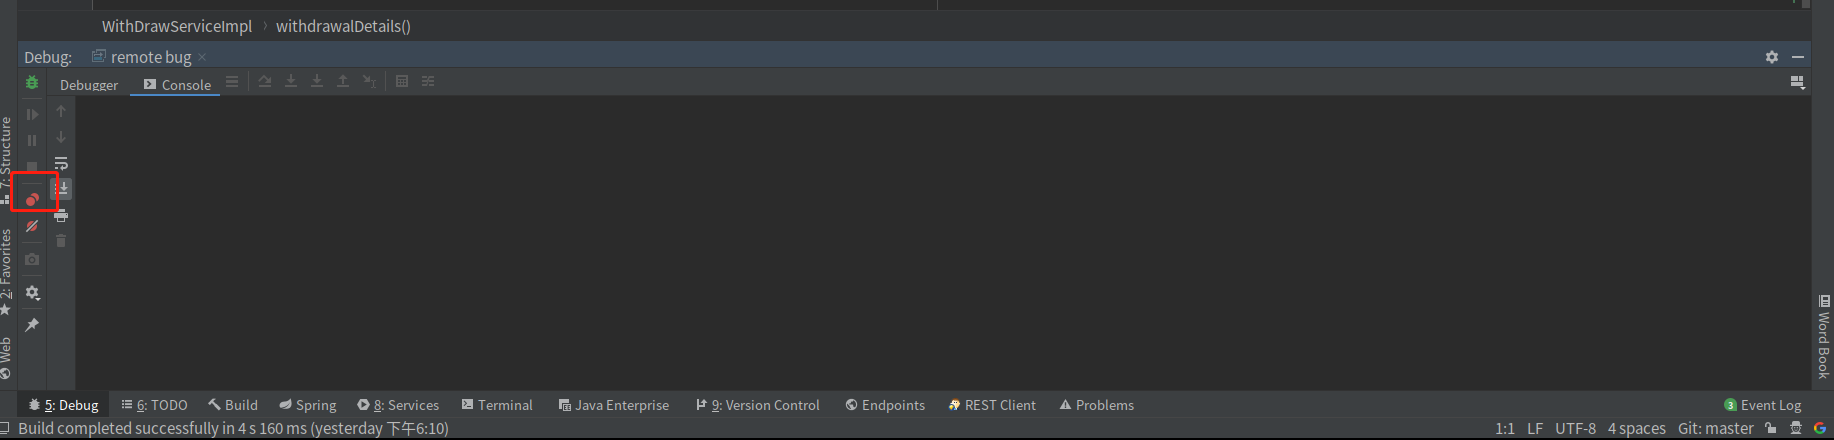 WithDrawServiceImpl › withdrawalDetails()
Debug: remote bug ×
Debugger Console
7: Structure
2: Favorites
Web
Word Book
5: Debug 6: TODO Build Spring 8: Services Terminal Java Enterprise 9: Version Control Endpoints REST Client Problems 3 Event Log
Build completed successfully in 4 s 160 ms (yesterday 下午6:10) 1:1 LF UTF-8 4 spaces Git: master